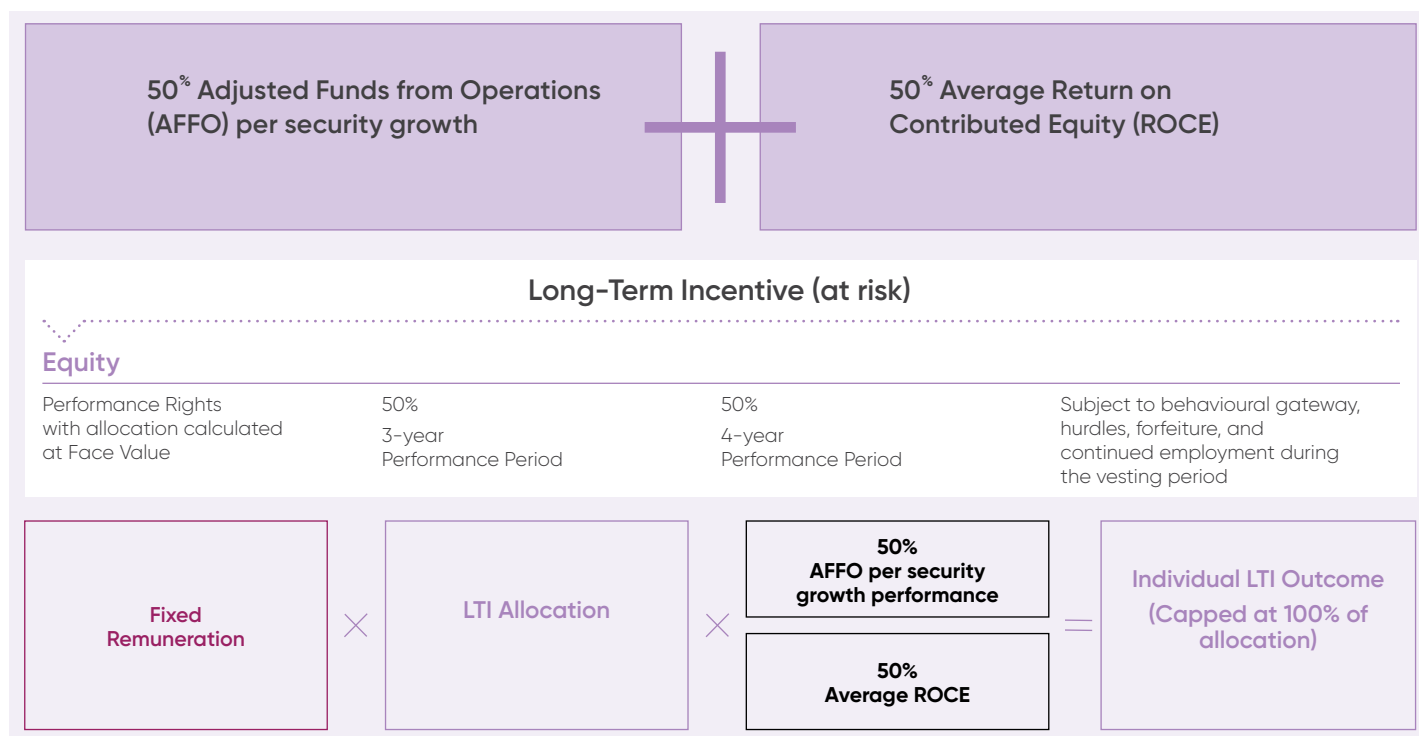 50% Adjusted Funds from Operations
(AFFO) per security growth
50% Average Return on
Contributed Equity (ROCE)
Long-Term Incentive (at risk)
Equity
Performance Rights
with allocation calculated
at Face Value
50%
3-year
Performance Period
50%
4-year
Performance Period
Subject to behavioural gateway,
hurdles, forfeiture, and
continued employment during
the vesting period
Fixed
Remuneration
×
LTI Allocation
×
50%
AFFO per security
growth performance
50%
Average ROCE
=
Individual LTI Outcome
(Capped at 100% of
allocation)